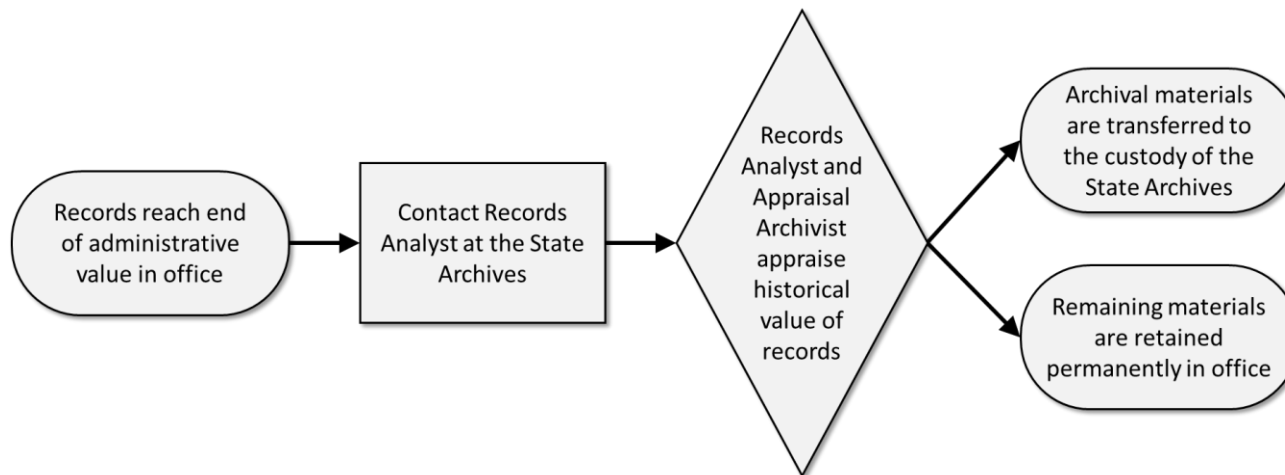 Records reach end
of administrative
value in office
Contact Records
Analyst at the State
Archives
Records
Analyst and
Appraisal
Archivist
appraise
historical
value of
records
Archival materials
are transferred to
the custody of the
State Archives
Remaining materials
are retained
permanently in office